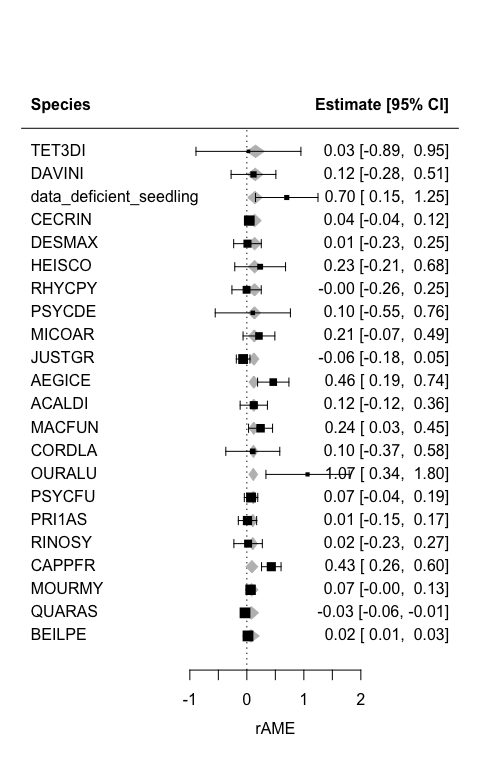 Species Estimate [95% CI]
TET3DI 0.03 [-0.89, 0.95]
DAVINI 0.12 [-0.28, 0.51]
data_deficient_seedling 0.70 [ 0.15, 1.25]
CECRIN 0.04 [-0.04, 0.12]
DESMAX 0.01 [-0.23, 0.25]
HEISCO 0.23 [-0.21, 0.68]
RHYCPY -0.00 [-0.26, 0.25]
PSYCDE 0.10 [-0.55, 0.76]
MICOAR 0.21 [-0.07, 0.49]
JUSTGR -0.06 [-0.18, 0.05]
AEGICE 0.46 [ 0.19, 0.74]
ACALDI 0.12 [-0.12, 0.36]
MACFUN 0.24 [ 0.03, 0.45]
CORDLA 0.10 [-0.37, 0.58]
OURALU 1.07 [ 0.34, 1.80]
PSYCFU 0.07 [-0.04, 0.19]
PRI1AS 0.01 [-0.15, 0.17]
RINOSY 0.02 [-0.23, 0.27]
CAPPFR 0.43 [ 0.26, 0.60]
MOURMY 0.07 [-0.00, 0.13]
QUARAS -0.03 [-0.06, -0.01]
BEILPE 0.02 [ 0.01, 0.03]
-1 0 1 2
rAME